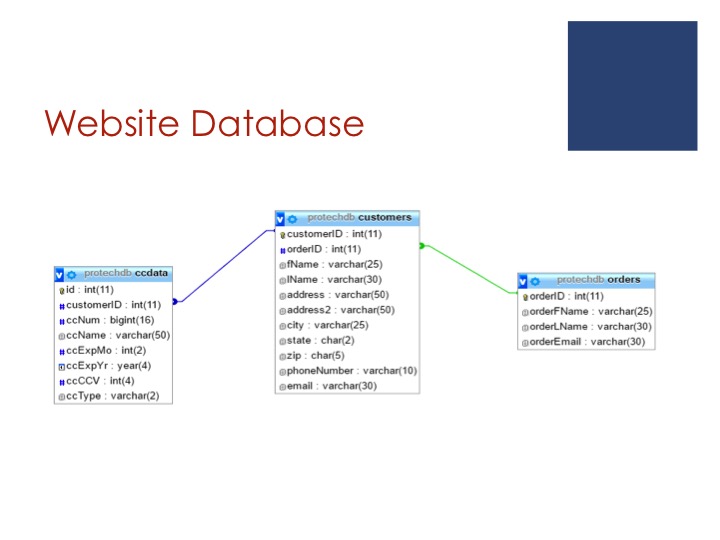 Website Database
protechdb ccdata
id : int(11)
customerID : int(11)
ccNum : bigint(16)
ccName : varchar(50)
ccExpMo : int(2)
ccExpYr : year(4)
ccCCV : int(4)
ccType : varchar(2)
protechdb customers
customerID : int(11)
orderID : int(11)
fName : varchar(25)
lName : varchar(30)
address : varchar(50)
address2 : varchar(50)
city : varchar(25)
state : char(2)
zip : char(5)
phoneNumber : varchar(10)
email : varchar(30)
protechdb orders
orderID : int(11)
orderFName : varchar(25)
orderLName : varchar(30)
orderEmail : varchar(30)